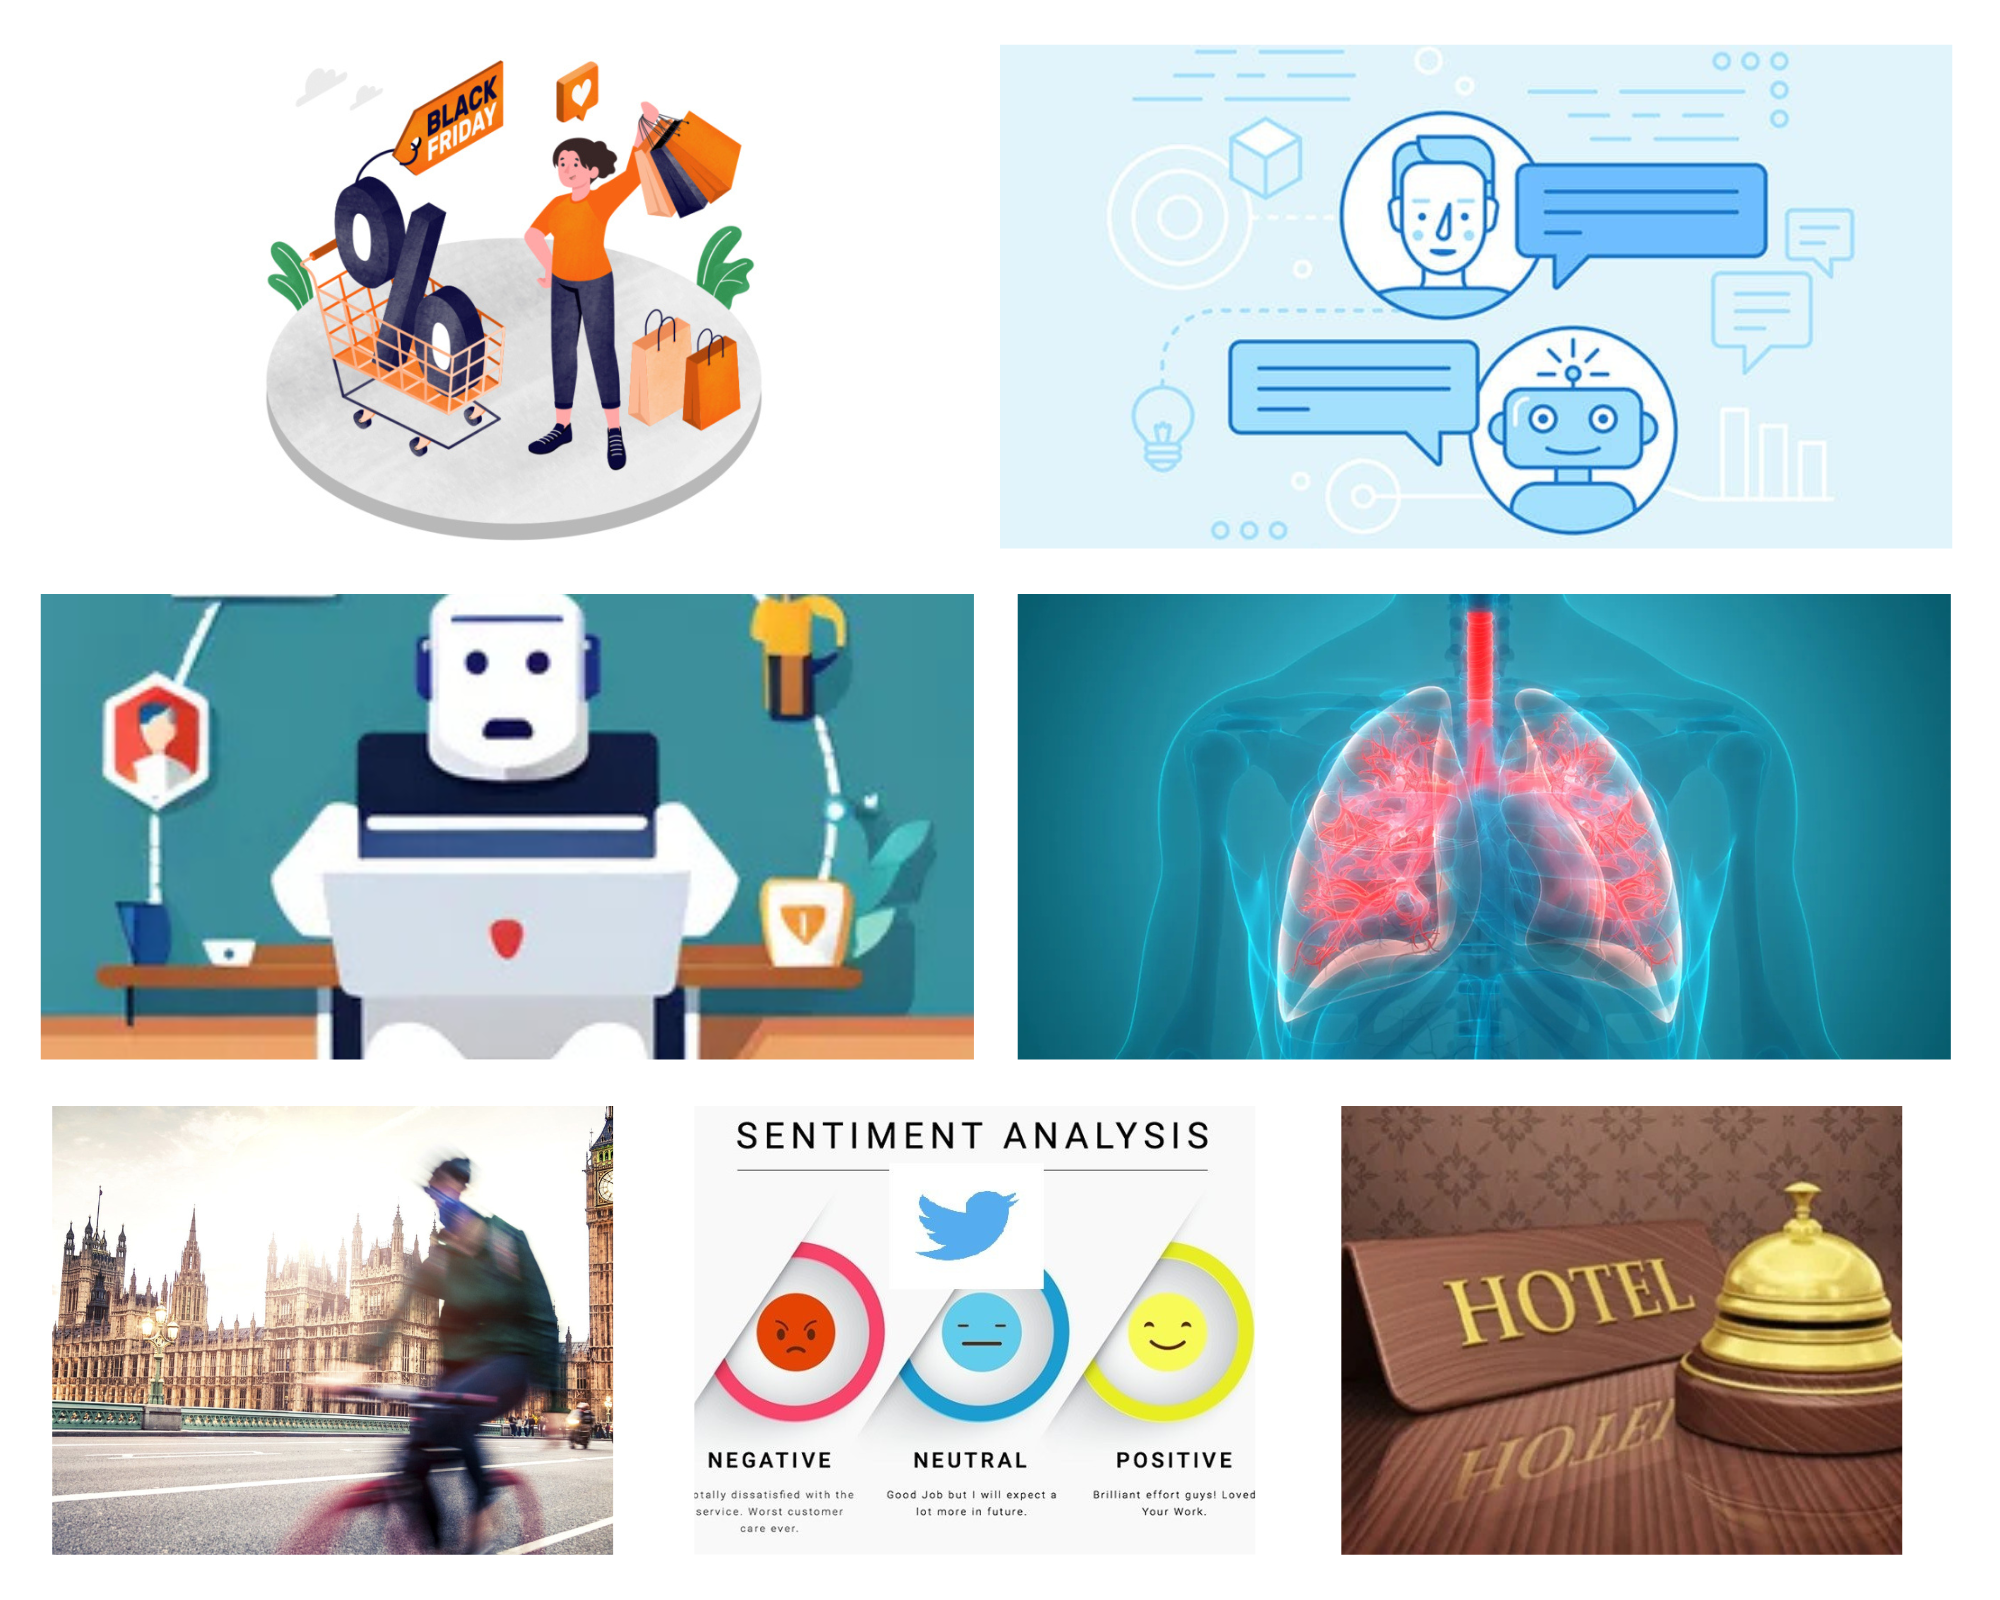 BLACK
FRIDAY
SENTIMENT ANALYSIS
NEGATIVE
otally dissatisfied with the
service. Worst customer
care ever.
NEUTRAL
Good Job but I will expect a
lot more in future.
POSITIVE
Brilliant effort guys! Loved
Your Work.
HOTEL